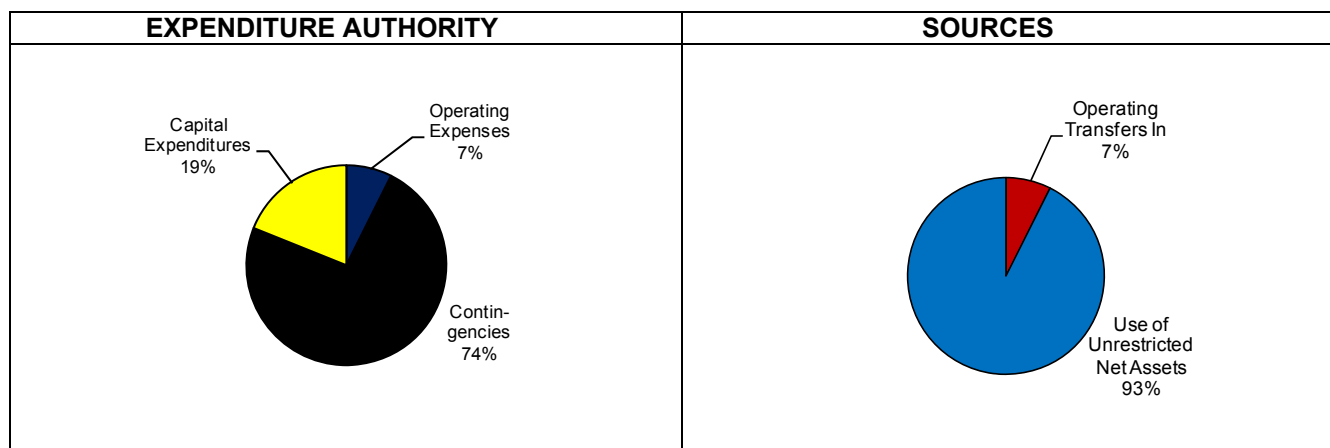 EXPENDITURE AUTHORITY
Capital
Expenditures
19%
Operating
Expenses
7%
Contin-
gencies
74%
SOURCES
Operating
Transfers In
7%
Use of
Unrestricted
Net Assets
93%